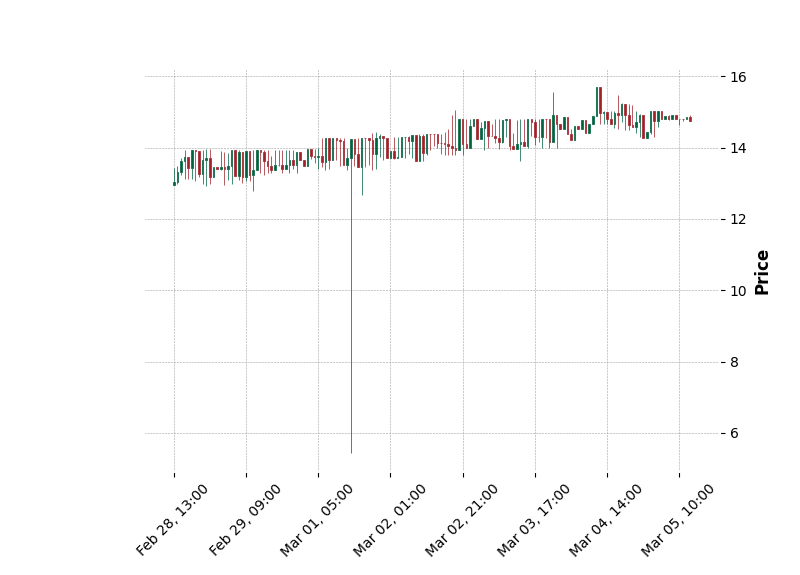 16
14
12
10
8
6
Price
Feb 28, 13:00
Feb 29, 09:00
Mar 01, 05:00
Mar 02, 01:00
Mar 02, 21:00
Mar 03, 17:00
Mar 04, 14:00
Mar 05, 10:00